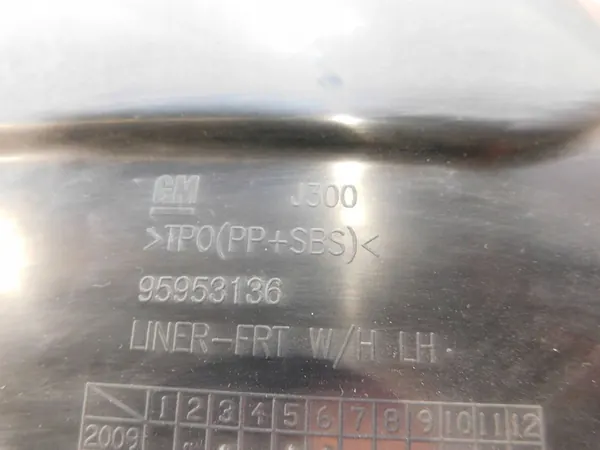 GM J300
>TPO(PP+SBS)<
95953136
LINER-FRT W/H LH
1 2 3 4 5 6 7 8 9 10 11 12
2009